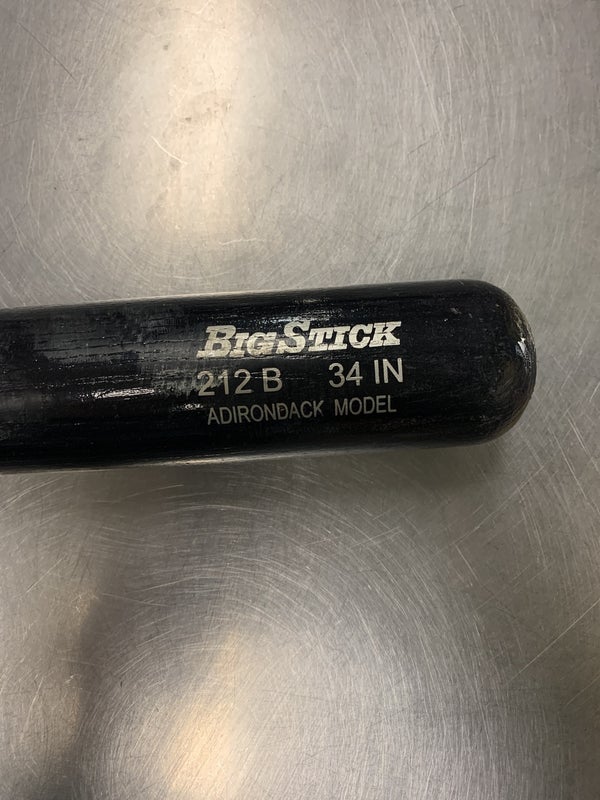 BIG STICK
212 B 34 IN
ADIRONDACK MODEL